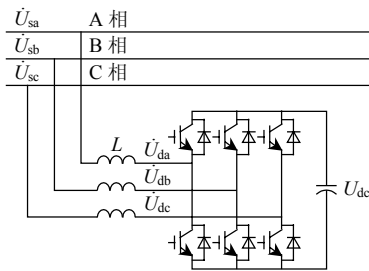 U̇sa A 相
U̇sb B 相
U̇sc C 相
L U̇da
U̇db
U̇dc
Udc